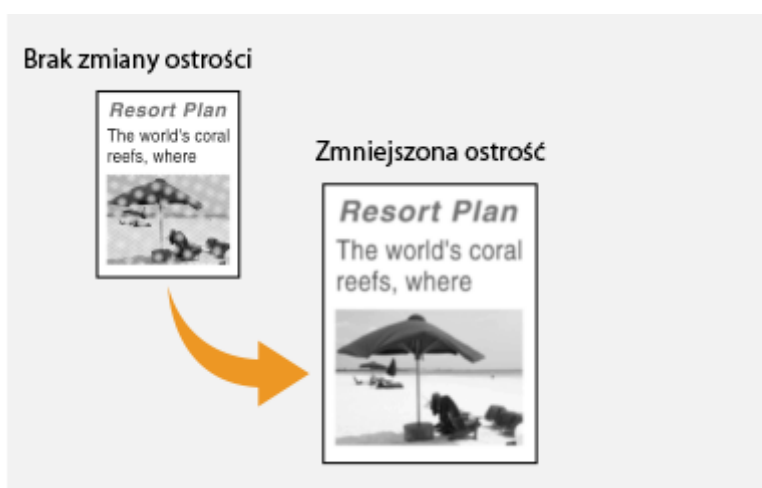 Brak zmiany ostrości
Resort Plan
The world's coral
reefs, where
Zmniejszona ostrość
Resort Plan
The world's coral
reefs, where